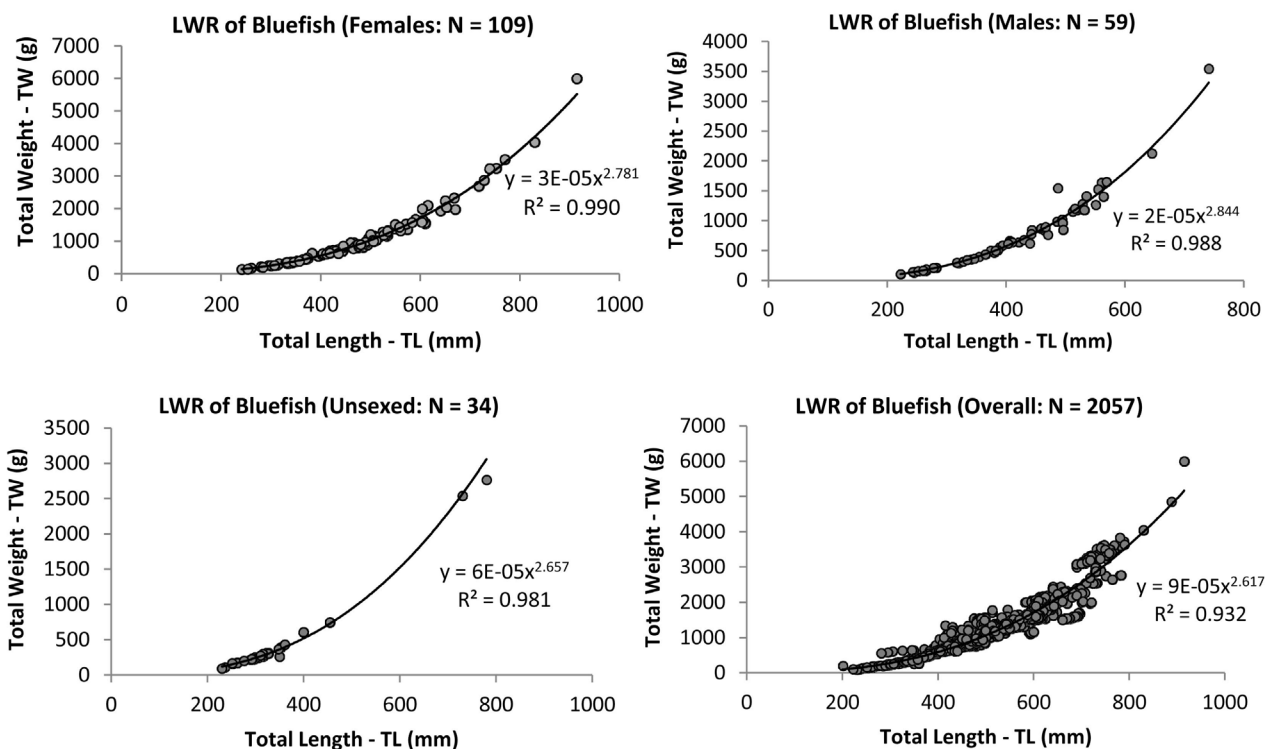 LWR of Bluefish (Females: N = 109)
Total Weight - TW (g)
7000
6000
5000
4000
3000
2000
1000
0
y = 3E-05x^2.781
R² = 0.990
0 200 400 600 800 1000
Total Length - TL (mm)
LWR of Bluefish (Males: N = 59)
Total Weight - TW (g)
4000
3500
3000
2500
2000
1500
1000
500
0
y = 2E-05x^2.844
R² = 0.988
0 200 400 600 800
Total Length - TL (mm)
LWR of Bluefish (Unsexed: N = 34)
Total Weight - TW (g)
3500
3000
2500
2000
1500
1000
500
0
y = 6E-05x^2.657
R² = 0.981
0 200 400 600 800 1000
Total Length - TL (mm)
LWR of Bluefish (Overall: N = 2057)
Total Weight - TW (g)
7000
6000
5000
4000
3000
2000
1000
0
y = 9E-05x^2.617
R² = 0.932
0 200 400 600 800 1000
Total Length - TL (mm)